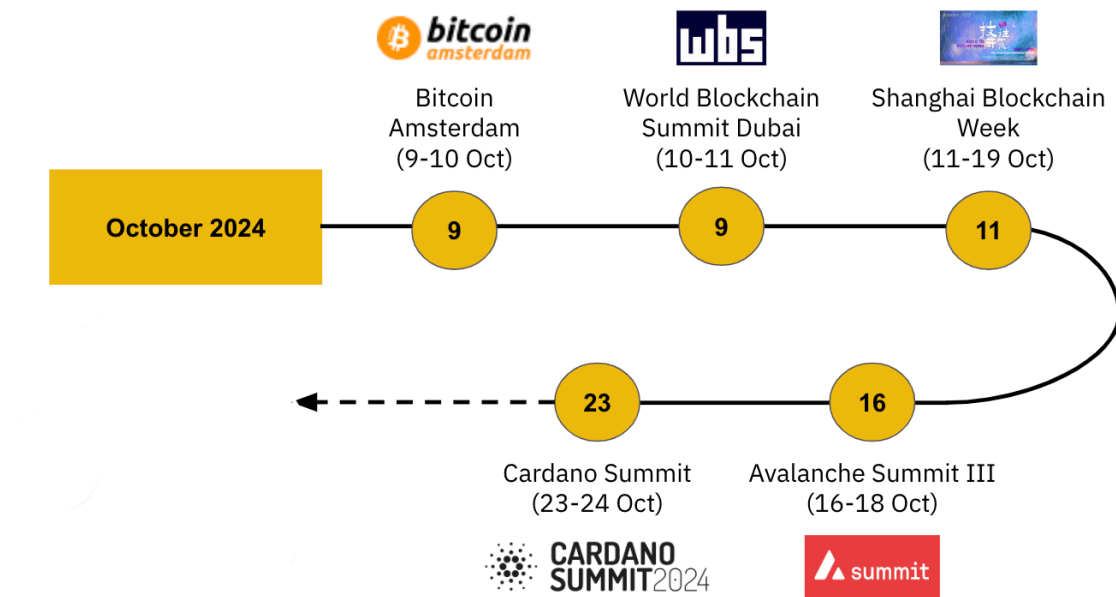 bitcoin
amsterdam
wbs
Bitcoin
Amsterdam
(9-10 Oct)
World Blockchain
Summit Dubai
(10-11 Oct)
Shanghai Blockchain
Week
(11-19 Oct)
October 2024
9
9
11
23
16
Cardano Summit
(23-24 Oct)
Avalanche Summit III
(16-18 Oct)
CARDANO
SUMMIT2024
summit